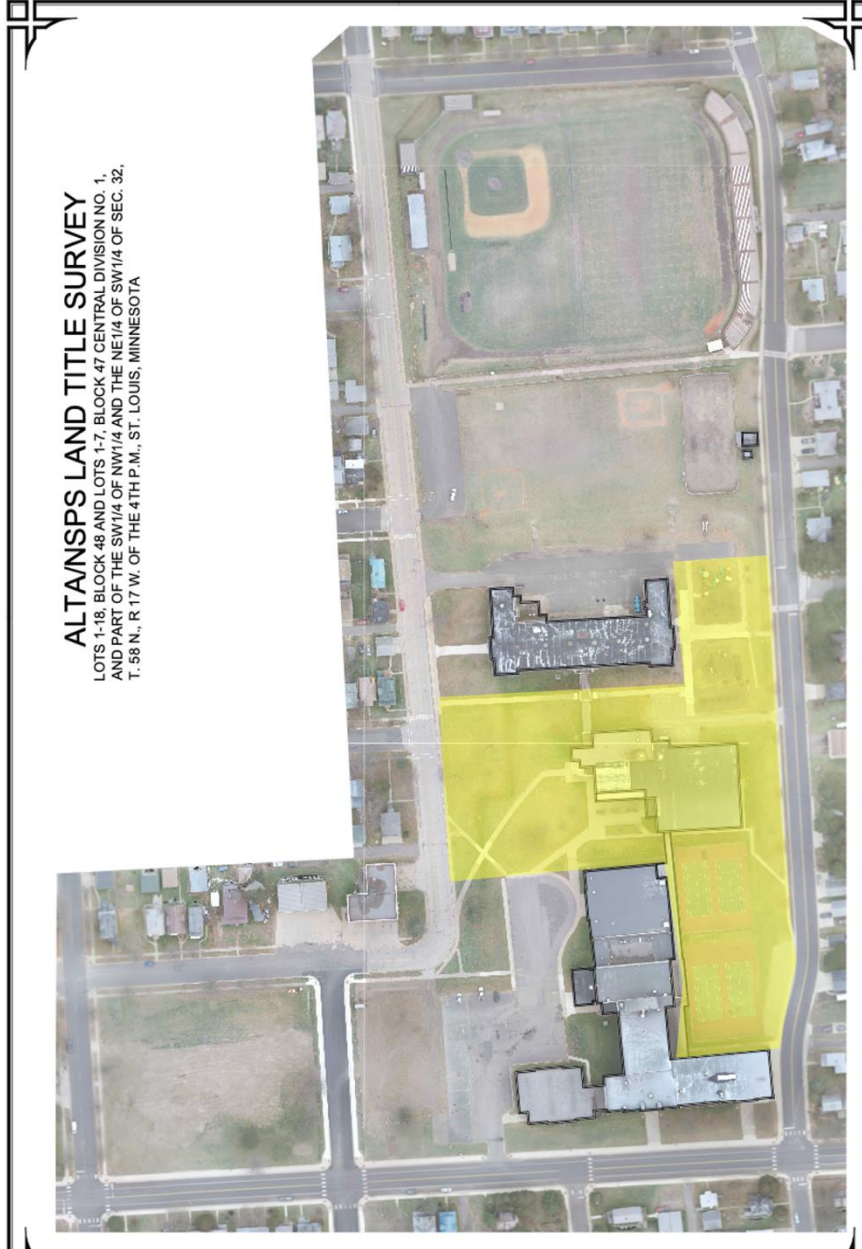 ALTA/NSPS LAND TITLE SURVEY
LOTS 1-18, BLOCK 48 AND LOTS 1-7, BLOCK 47 CENTRAL DIVISION NO. 1,
AND PART OF THE SW1/4 OF NW1/4 AND THE NE1/4 OF SW1/4 OF SEC. 32,
T. 58 N., R 17 W. OF THE 4TH P.M., ST. LOUIS, MINNESOTA